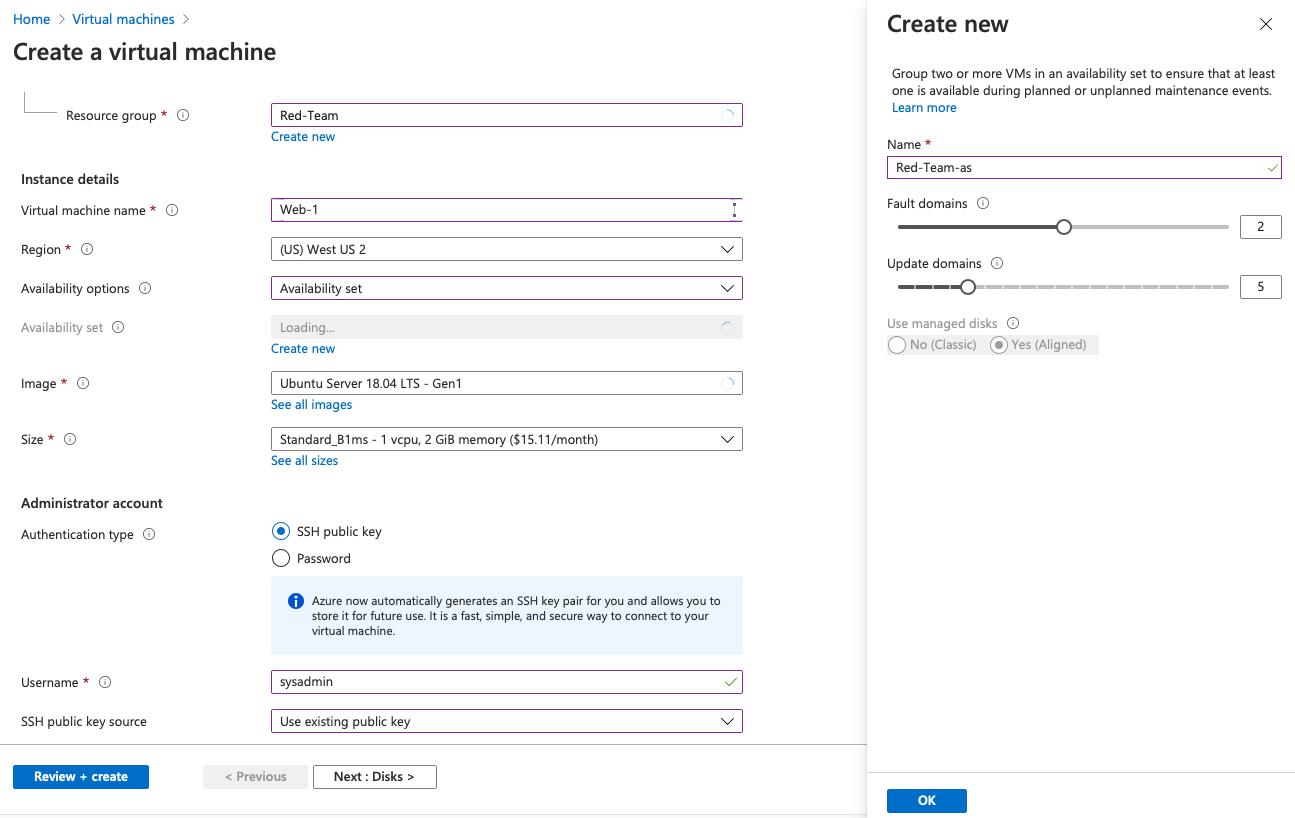 Home > Virtual machines >
Create a virtual machine
Resource group *
Red-Team
Create new
Instance details
Virtual machine name *
Web-1
Region *
(US) West US 2
Availability options
Availability set
Availability set
Loading...
Create new
Image *
Ubuntu Server 18.04 LTS - Gen1
See all images
Size *
Standard_B1ms - 1 vcpu, 2 GiB memory ($15.11/month)
See all sizes
Administrator account
Authentication type
SSH public key
Password
Azure now automatically generates an SSH key pair for you and allows you to
store it for future use. It is a fast, simple, and secure way to connect to your
virtual machine.
Username *
sysadmin
SSH public key source
Use existing public key
Review + create
< Previous
Next : Disks >
Create new
Group two or more VMs in an availability set to ensure that at least
one is available during planned or unplanned maintenance events.
Learn more
Name *
Red-Team-as
Fault domains
2
Update domains
5
Use managed disks
No (Classic)
Yes (Aligned)
OK